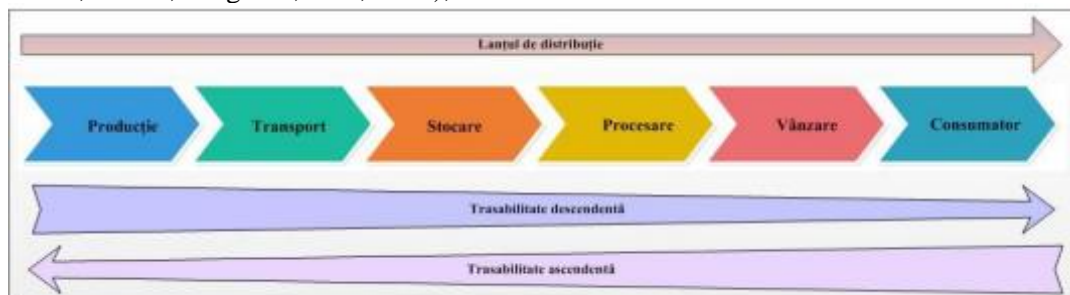 Lanțul de distribuție
Producție
Transport
Stocare
Procesare
Vânzare
Consumator
Trasabilitate descendentă
Trasabilitate ascendentă